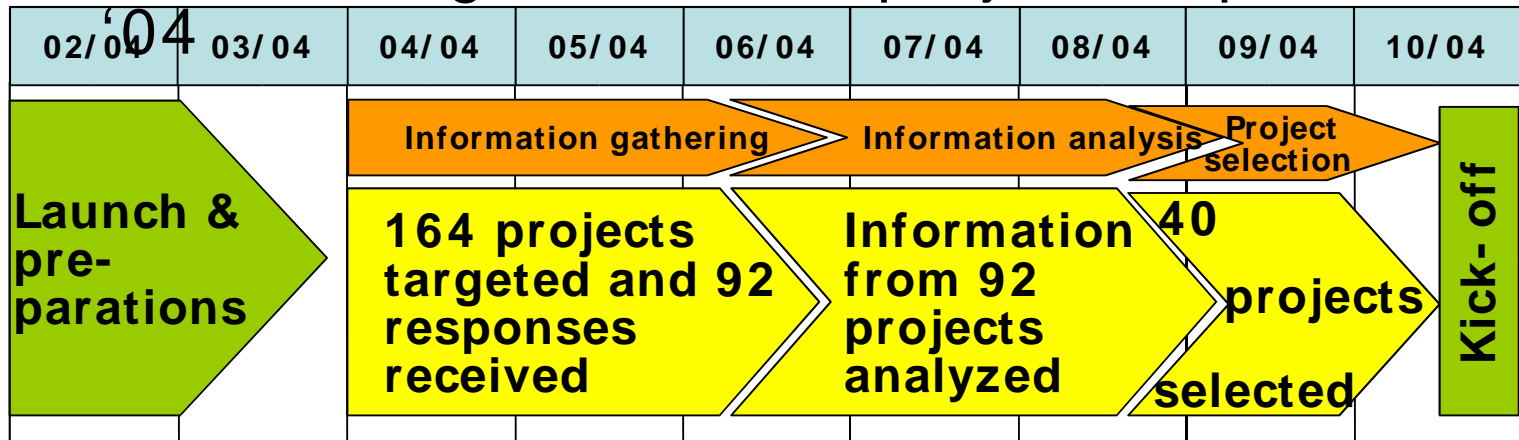 ‘04
02/04 03/04 04/04 05/04 06/04 07/04 08/04 09/04 10/04
Information gathering
Information analysis
Project
selection
Launch &
pre-
parations
164 projects
targeted and 92
responses
received
Information
from 92
projects
analyzed
40
projects
selected
Kick-off